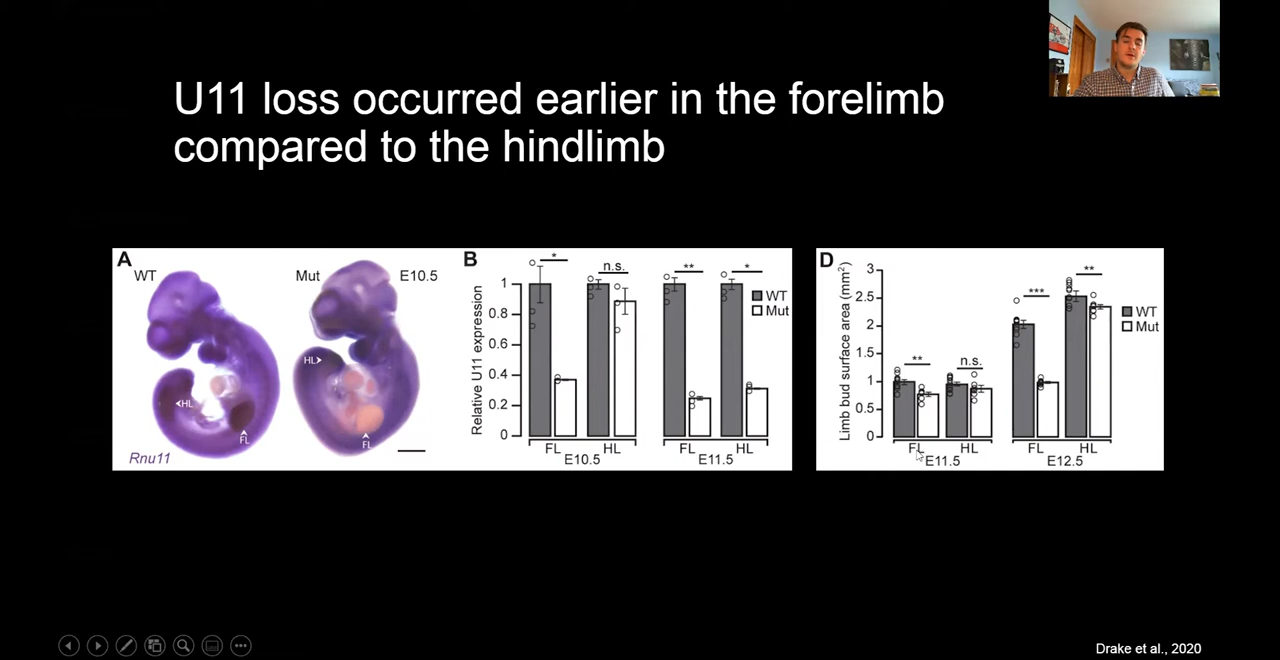 U11 loss occurred earlier in the forelimb
compared to the hindlimb
A
WT
Mut
E10.5
HL
HL
FL
FL
Rnu11
B
Relative U11 expression
1
0.8
0.6
0.4
0.2
0
*
n.s.
**
*
WT
Mut
FL
HL
FL
HL
E10.5
E11.5
D
Limb bud surface area (mm²)
3
2.5
2
1.5
1
0.5
0
**
n.s.
***
**
WT
Mut
FL
HL
FL
HL
E11.5
E12.5
Drake et al., 2020